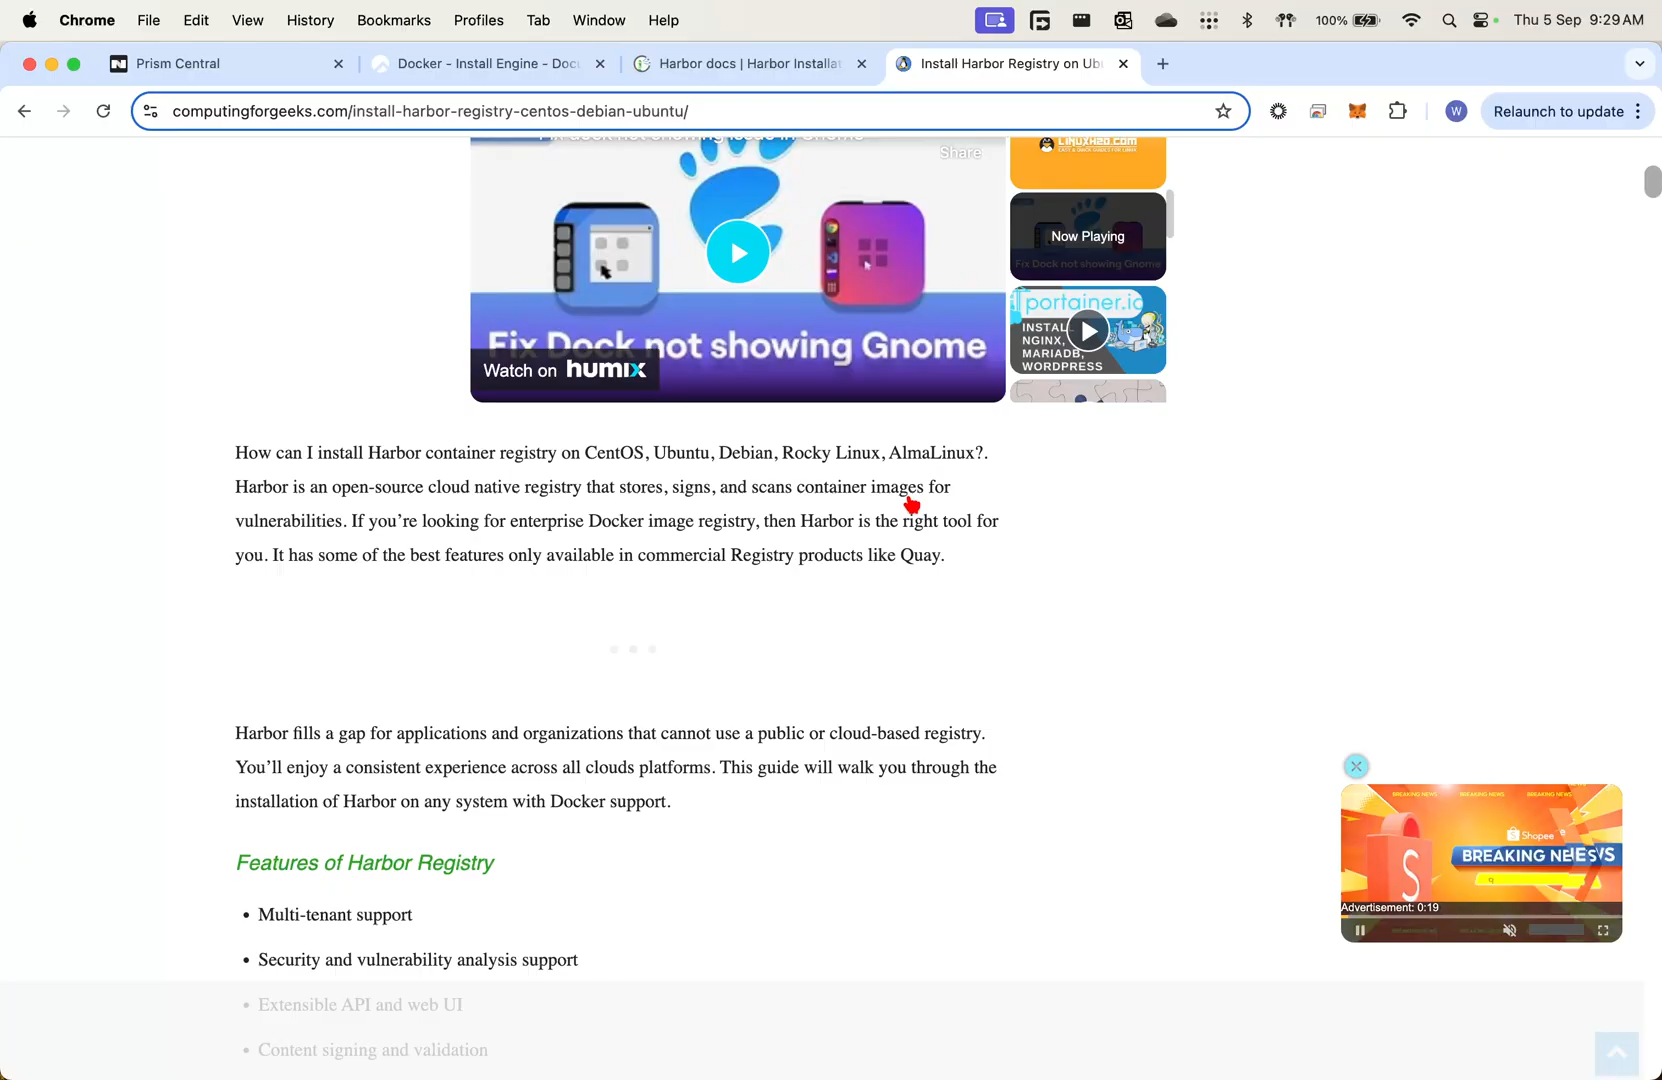 Chrome File Edit View History Bookmarks Profiles Tab Window Help 100% Thu 5 Sep 9:29 AM
Prism Central
Docker - Install Engine - Doc
Harbor docs | Harbor Installat
Install Harbor Registry on Ub
computingforgeeks.com/install-harbor-registry-centos-debian-ubuntu/
W
Relaunch to update
Share
LINUXHBD.COM
Now Playing
Fix Dock not showing Gnome
portainer.io
INSTALL
NGINX,
MARIADB,
WORDPRESS
Fix Dock not showing Gnome
Watch on humix
How can I install Harbor container registry on CentOS, Ubuntu, Debian, Rocky Linux, AlmaLinux?.
Harbor is an open-source cloud native registry that stores, signs, and scans container images for
vulnerabilities. If you’re looking for enterprise Docker image registry, then Harbor is the right tool for
you. It has some of the best features only available in commercial Registry products like Quay.
Harbor fills a gap for applications and organizations that cannot use a public or cloud-based registry.
You’ll enjoy a consistent experience across all clouds platforms. This guide will walk you through the
installation of Harbor on any system with Docker support.
BREAKING NEWS BREAKING NEWS BREAKING NEWS
Shopee
BREAKING NEWS
Advertisement: 0:19
Features of Harbor Registry
• Multi-tenant support
• Security and vulnerability analysis support
• Extensible API and web UI
• Content signing and validation